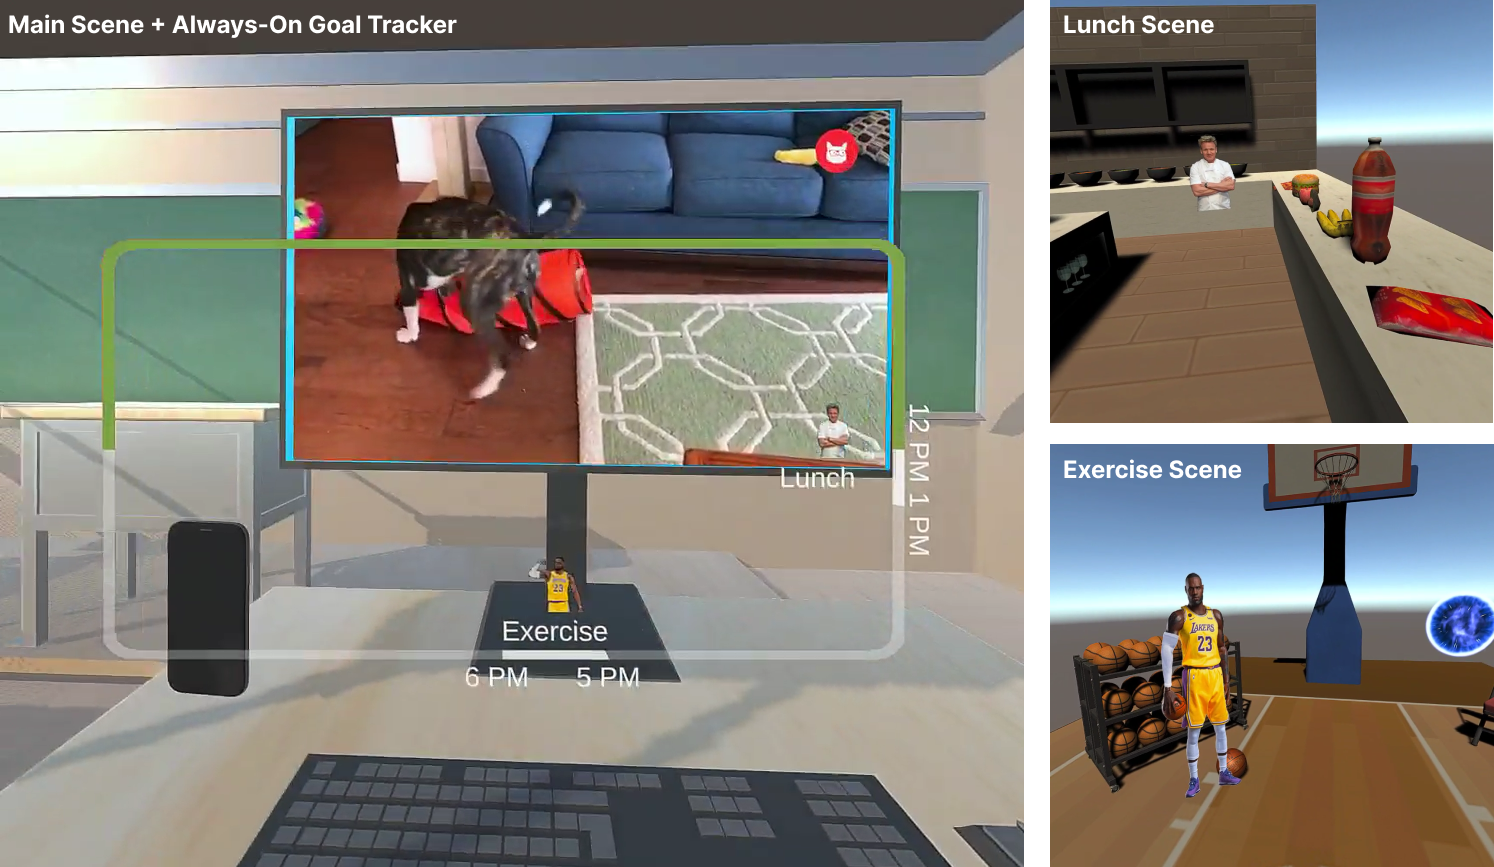 Main Scene + Always-On Goal Tracker
Lunch
12 PM 1 PM
23
Exercise
6 PM 5 PM
Lunch Scene
Exercise Scene
LAKERS
23